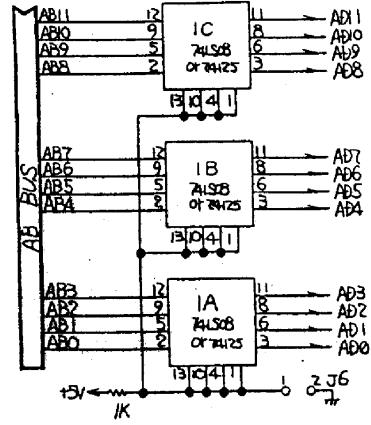 AB11 12 1C 11 AD11
AB10 9 74LS08 8 AD10
AB9 5 or 74125 6 AD9
AB8 2 3 AD8
13 10 4 1
AB7 12 1B 11 AD7
AB6 9 74LS08 8 AD6
AB5 5 or 74125 6 AD5
AB4 2 3 AD4
13 10 4 1
AB BUS
AB3 12 1A 11 AD3
AB2 9 74LS08 8 AD2
AB1 5 or 74125 6 AD1
AB0 2 3 AD0
13 10 4 1
+5V 1 2 J6
1K